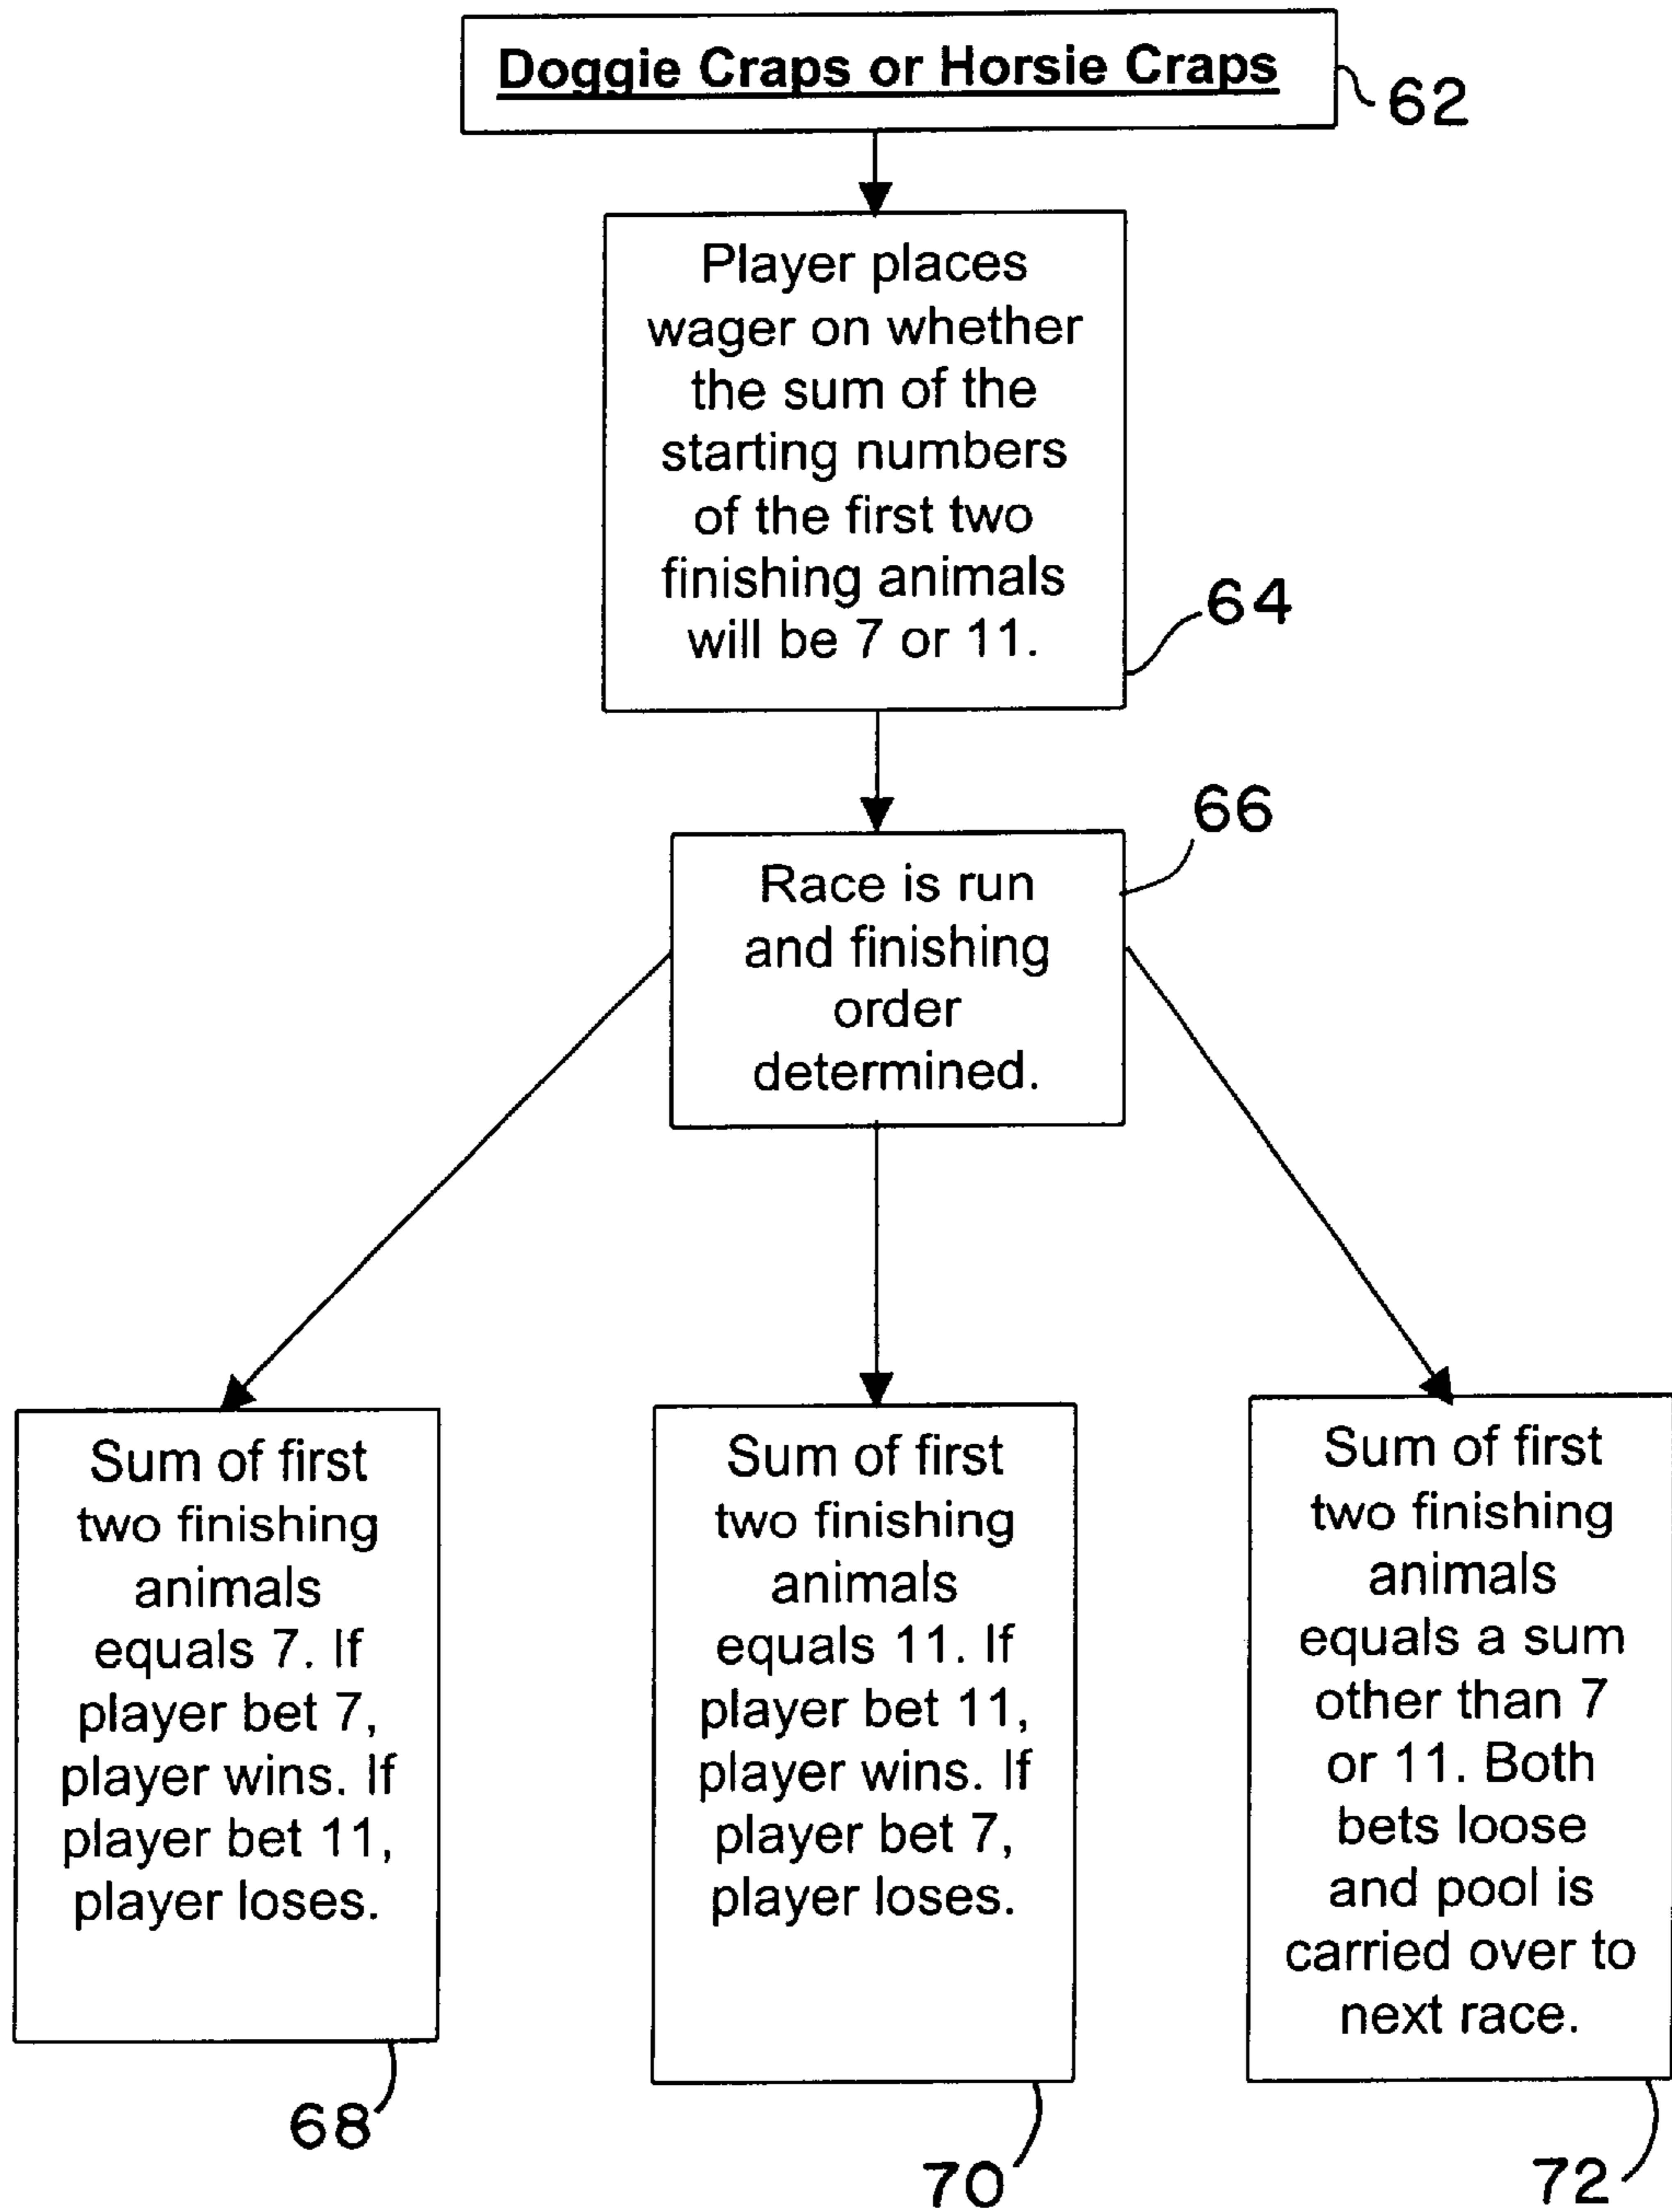 Doggie Craps or Horsie Craps
62
Player places
wager on whether
the sum of the
starting numbers
of the first two
finishing animals
will be 7 or 11.
64
66
Race is run
and finishing
order
determined.
Sum of first
two finishing
animals
equals 7. If
player bet 7,
player wins. If
player bet 11,
player loses.
68
Sum of first
two finishing
animals
equals 11. If
player bet 11,
player wins. If
player bet 7,
player loses.
70
Sum of first
two finishing
animals
equals a sum
other than 7
or 11. Both
bets loose
and pool is
carried over to
next race.
72